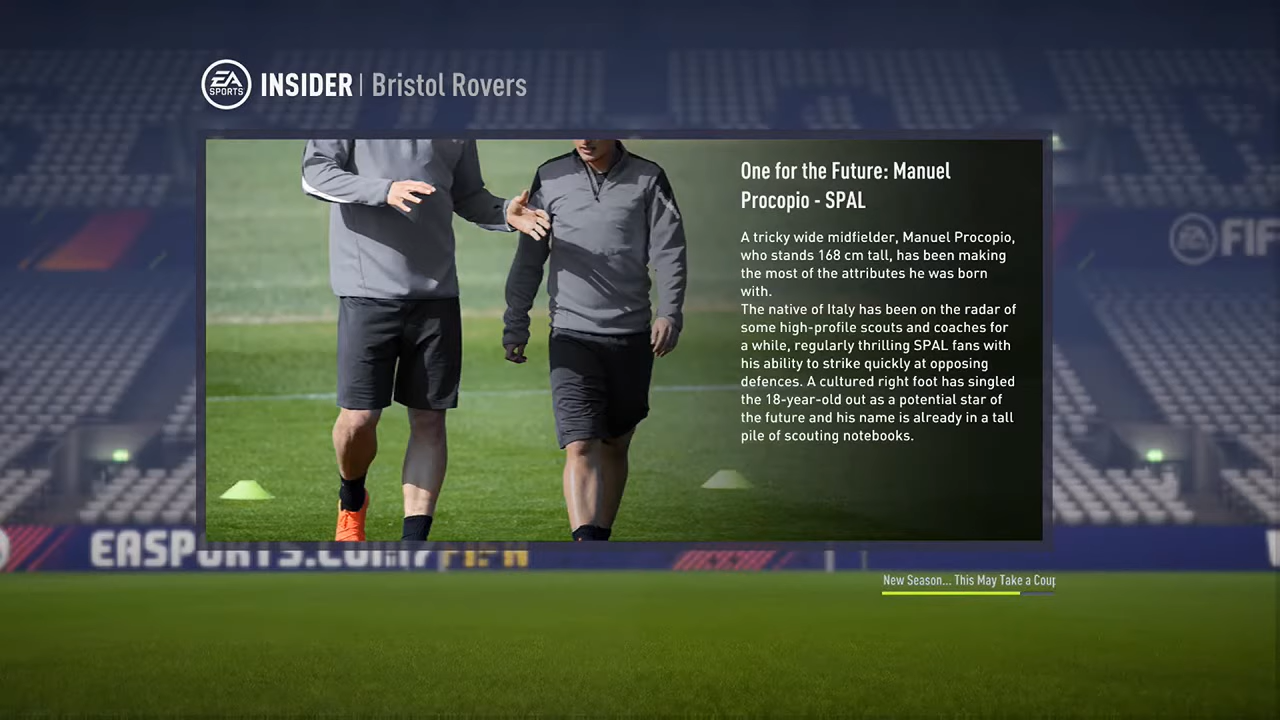 EA SPORTS INSIDER | Bristol Rovers
One for the Future: Manuel
Procopio - SPAL
A tricky wide midfielder, Manuel Procopio,
who stands 168 cm tall, has been making
the most of the attributes he was born
with.
The native of Italy has been on the radar of
some high-profile scouts and coaches for
a while, regularly thrilling SPAL fans with
his ability to strike quickly at opposing
defences. A cultured right foot has singled
the 18-year-old out as a potential star of
the future and his name is already in a tall
pile of scouting notebooks.
FIF
EASPORTS.COM/FIFA
New Season... This May Take a Coup